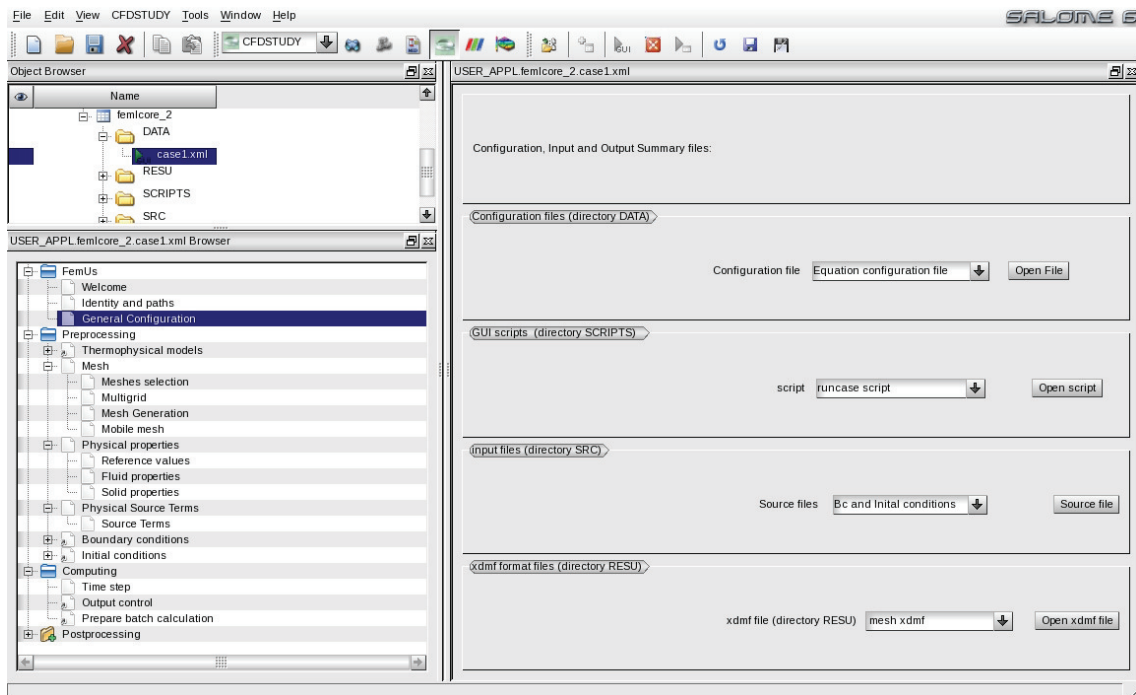 File Edit View CFDSTUDY Tools Window Help
SALOME 6
CFDSTUDY
GUI
Object Browser
Name
femlcore_2
DATA
case1.xml
RESU
SCRIPTS
SRC
USER_APPL.femlcore_2.case1.xml Browser
FemUs
Welcome
Identity and paths
General Configuration
Preprocessing
Thermophysical models
Mesh
Meshes selection
Multigrid
Mesh Generation
Mobile mesh
Physical properties
Reference values
Fluid properties
Solid properties
Physical Source Terms
Source Terms
Boundary conditions
Initial conditions
Computing
Time step
Output control
Prepare batch calculation
Postprocessing
USER_APPL.femlcore_2.case1.xml
Configuration, Input and Output Summary files:
Configuration files (directory DATA)
Configuration file Equation configuration file Open File
GUI scripts (directory SCRIPTS)
script runcase script Open script
input files (directory SRC)
Source files Bc and Inital conditions Source file
xdmf format files (directory RESU)
xdmf file (directory RESU) mesh xdmf Open xdmf file